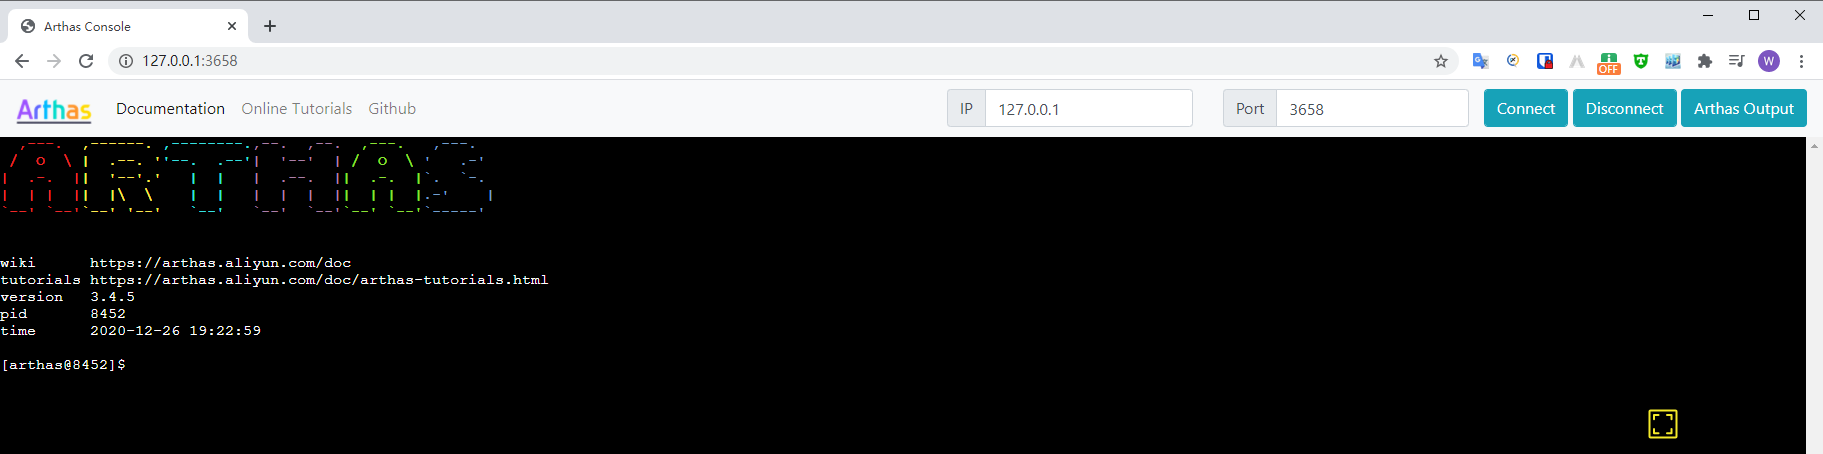 Arthas Console
127.0.0.1:3658
OFF
W
Arthas Documentation Online Tutorials Github IP 127.0.0.1 Port 3658 Connect Disconnect Arthas Output
ARTHAS
wiki https://arthas.aliyun.com/doc
tutorials https://arthas.aliyun.com/doc/arthas-tutorials.html
version 3.4.5
pid 8452
time 2020-12-26 19:22:59
[arthas@8452]$